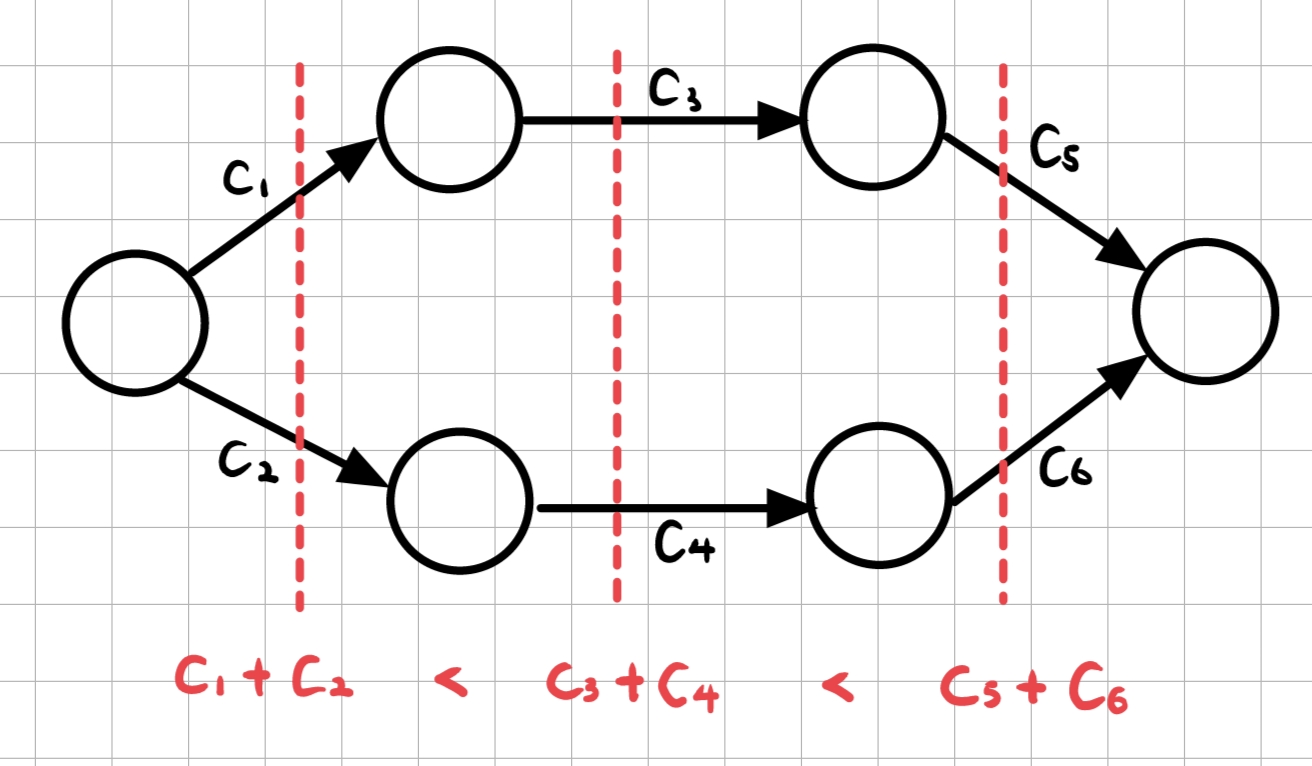 C₃
C₅
C₁
C₂
C₆
C₄
C₁ + C₂ < C₃ + C₄ < C₅ + C₆